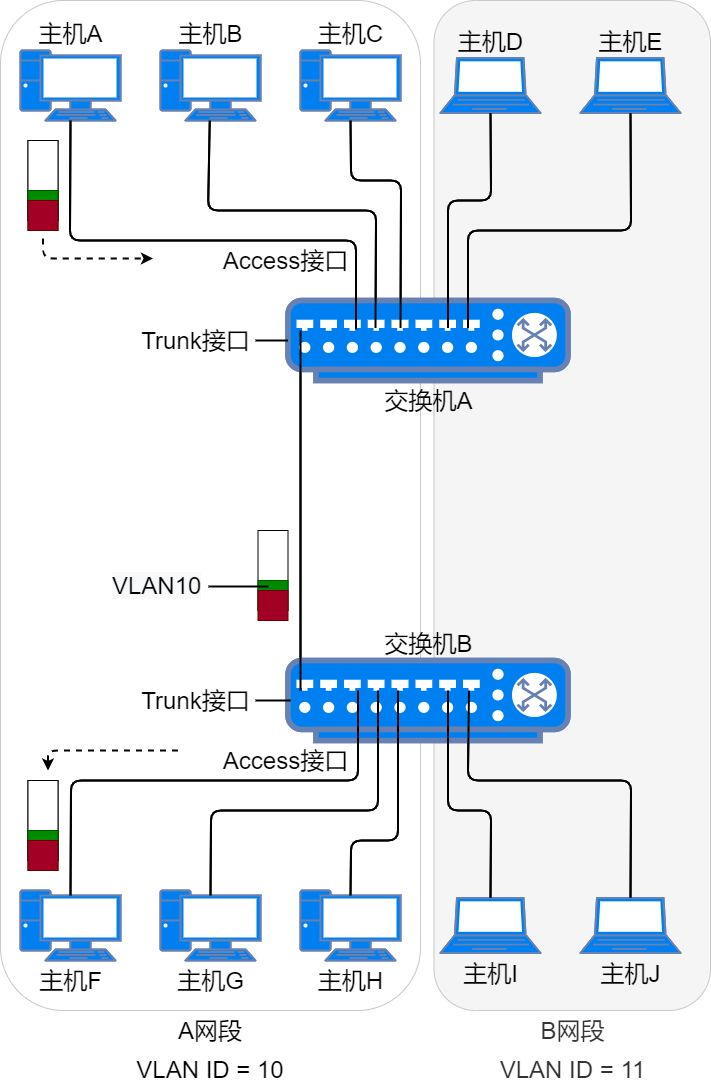 主机A
主机B
主机C
主机D
主机E
Access接口
Trunk接口
交换机A
VLAN10
交换机B
Trunk接口
Access接口
主机F
主机G
主机H
主机I
主机J
A网段
B网段
VLAN ID = 10
VLAN ID = 11